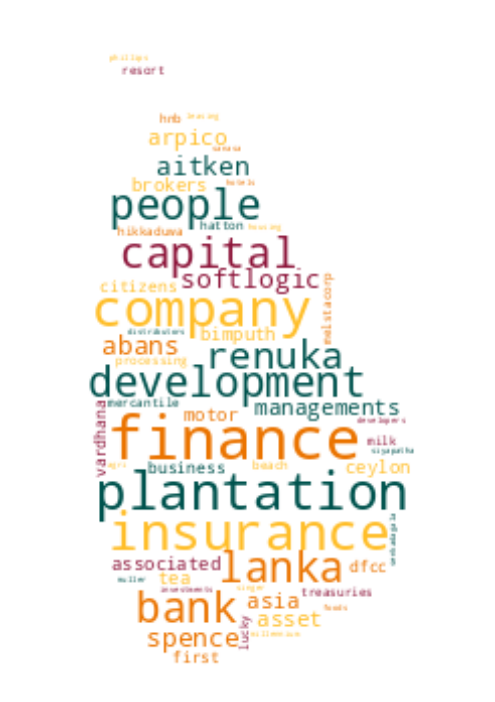 phillips
resort
hnb leasing
arpico
sanasa
aitken
brokers hotels
people
hatton housing
hikkaduwa
capital
softlogic
citizens melstacorp
company
distributors bimputh
abans
renuka
processing
development
mercantile managements
vardhana motor developers
finance
milk
siyapatha
agri business beach ceylon
plantation
insurance
associated lanka dfcc
muller tea
investments singer treasuries
bank asia foods
asset
spence lucky millennium
first